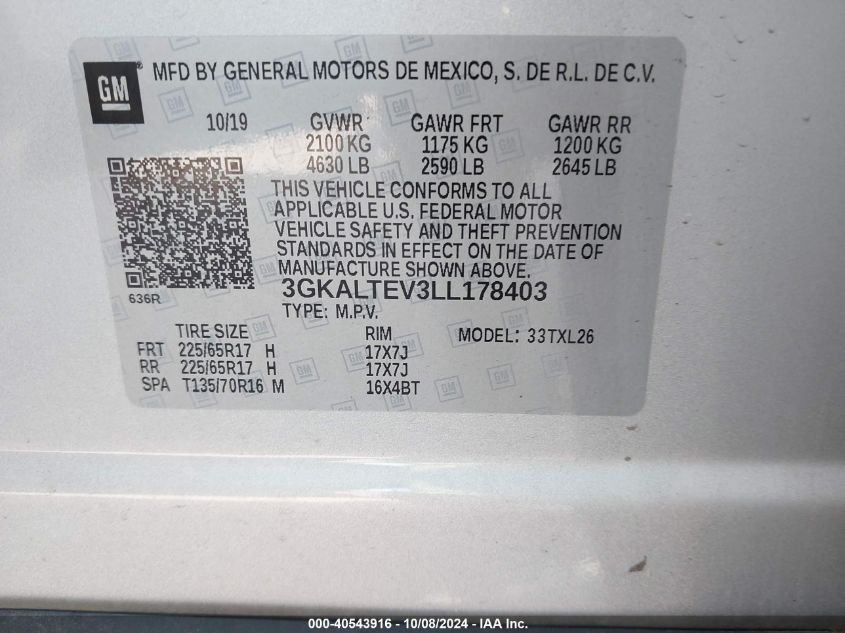 GM MFD BY GENERAL MOTORS DE MEXICO, S. DE R.L. DE C.V.
10/19 GVWR GAWR FRT GAWR RR
2100 KG 1175 KG 1200 KG
4630 LB 2590 LB 2645 LB
THIS VEHICLE CONFORMS TO ALL
APPLICABLE U.S. FEDERAL MOTOR
VEHICLE SAFETY AND THEFT PREVENTION
STANDARDS IN EFFECT ON THE DATE OF
MANUFACTURE SHOWN ABOVE.
636R 3GKALTEV3LL178403
TYPE: M.P.V.
TIRE SIZE RIM MODEL: 33TXL26
FRT 225/65R17 H 17X7J
RR 225/65R17 H 17X7J
SPA T135/70R16 M 16X4BT
000-40543916 - 10/08/2024 - IAA Inc.